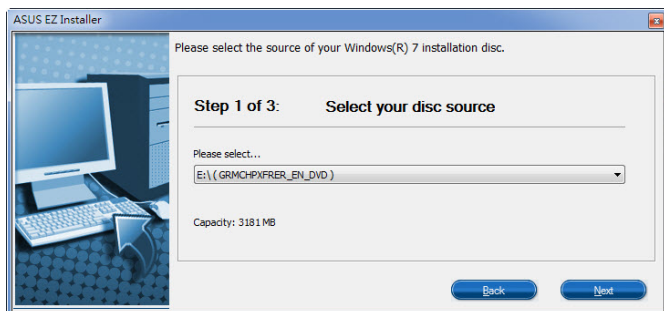 ASUS EZ Installer
Please select the source of your Windows(R) 7 installation disc.
Step 1 of 3: Select your disc source
Please select...
E:\ ( GRMCHPXFRER_EN_DVD )
Capacity: 3181 MB
Back Next